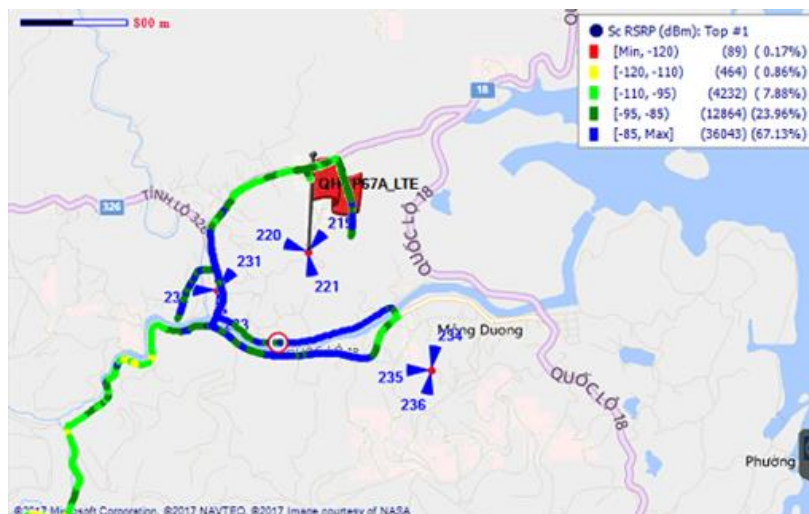 800 m
Sc RSRP (dBm): Top #1
[Min, -120) (89) ( 0.17%)
[-120, -110) (464) ( 0.86%)
[-110, -95) (4232) ( 7.88%)
[-95, -85) (12864) (23.96%)
[-85, Max] (36043) (67.13%)
18
TỈNH LỘ 326
326
P67A_LTE
219
220
221
QUỐC LỘ 18
231
Mông Duong
234
235
236
QUỐC LỘ 18
Phường
©2017 Microsoft Corporation, ©2017 NAVTEQ, ©2017 Image courtesy of NASA